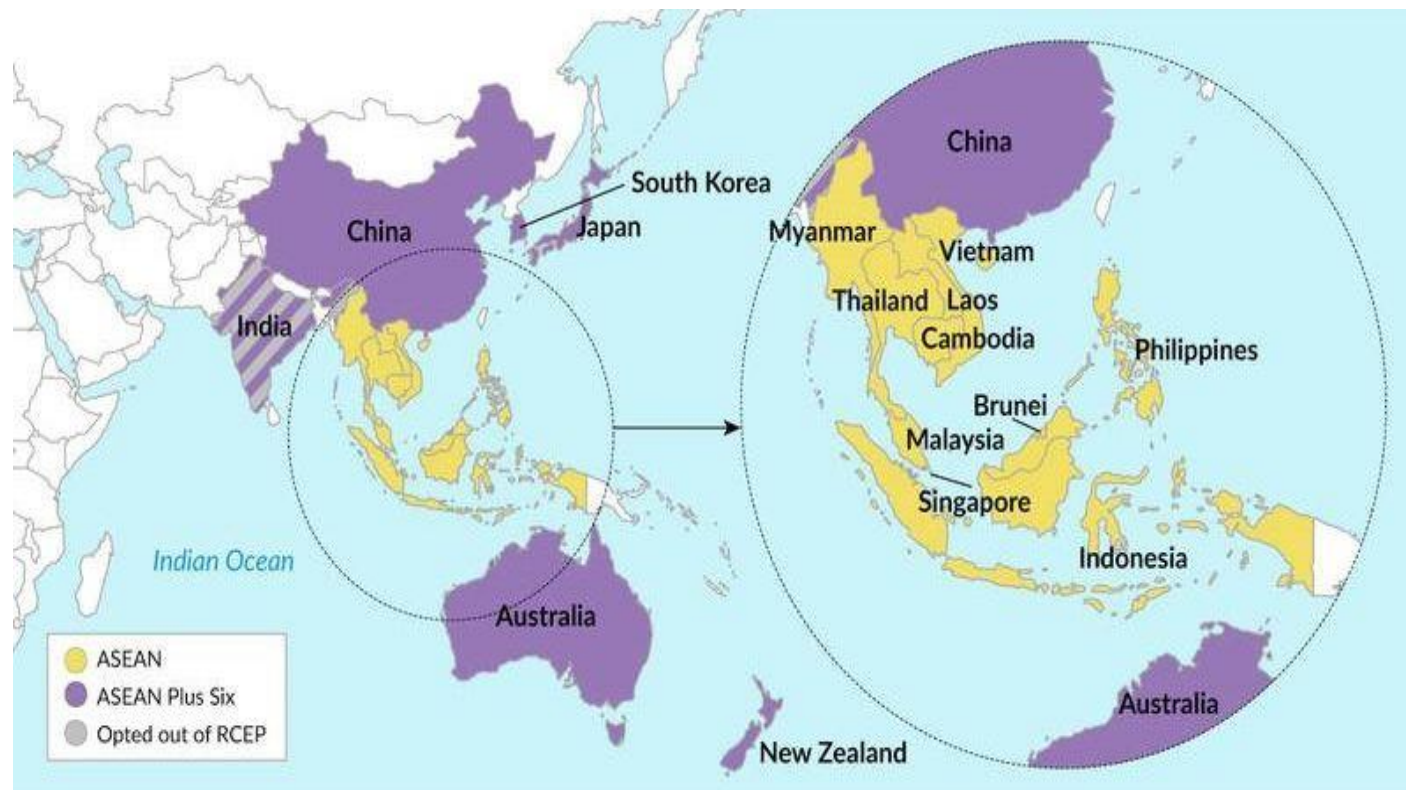 South Korea
China
Japan
India
Indian Ocean
Australia
New Zealand
ASEAN
ASEAN Plus Six
Opted out of RCEP
China
Myanmar
Vietnam
Thailand
Laos
Cambodia
Philippines
Brunei
Malaysia
Singapore
Indonesia
Australia